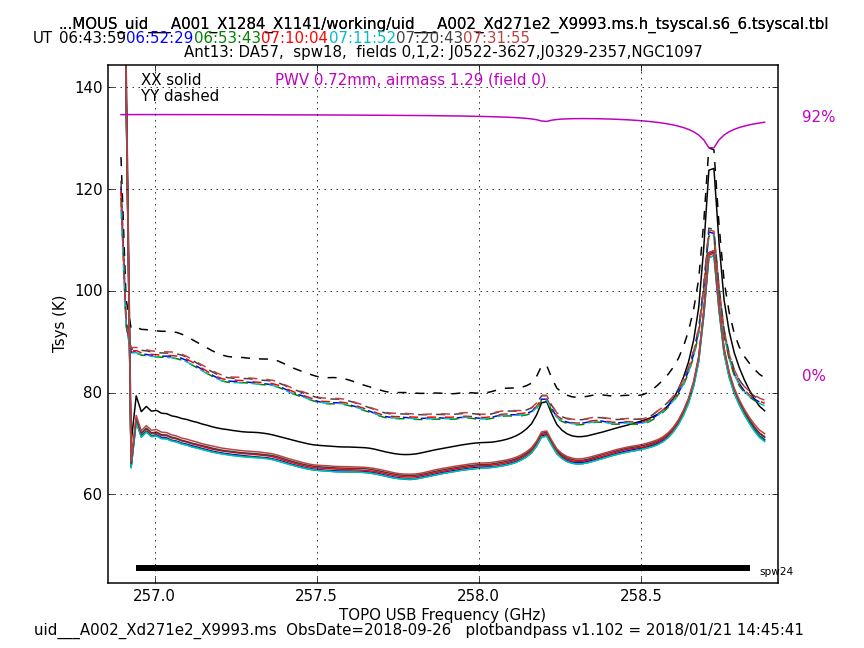 ...MOUS_uid___A001_X1284_X1141/working/uid___A002_Xd271e2_X9993.ms.h_tsyscal.s6_6.tsyscal.tbl
UT 06:43:59 06:52:29 06:53:43 07:10:04 07:11:52 07:20:43 07:31:55
Ant13: DA57, spw18, fields 0,1,2: J0522-3627,J0329-2357,NGC1097
XX solid
YY dashed
PWV 0.72mm, airmass 1.29 (field 0)
92%
0%
140
120
100
80
60
Tsys (K)
spw24
257.0 257.5 258.0 258.5
TOPO USB Frequency (GHz)
uid___A002_Xd271e2_X9993.ms ObsDate=2018-09-26 plotbandpass v1.102 = 2018/01/21 14:45:41